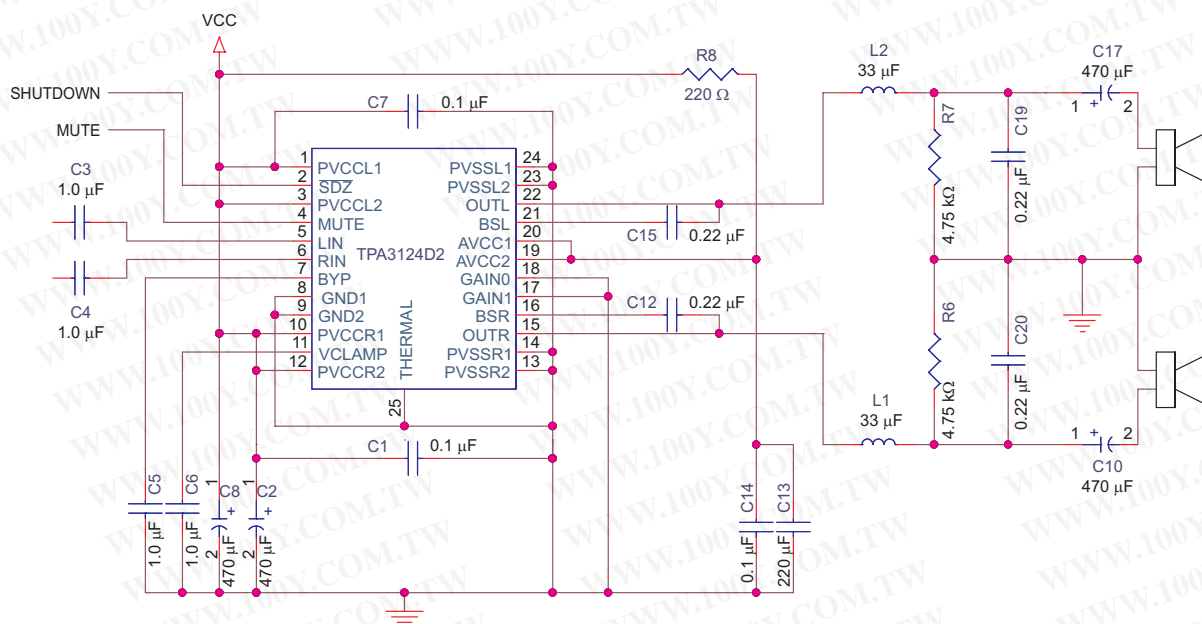 VCC
R8
220 Ω
L2
33 µF
C17
470 µF
1 + 2
SHUTDOWN
MUTE
C7
0.1 µF
C3
1.0 µF
C4
1.0 µF
R7
4.75 kΩ
C19
0.22 µF
TPA3124D2
1 PVCCL1
2 SDZ
3 PVCCL2
4 MUTE
5 LIN
6 RIN
7 BYP
8 GND1
9 GND2
10 PVCCR1
11 VCLAMP
12 PVCCR2
THERMAL
25
PVSSL1 24
PVSSL2 23
OUTL 22
BSL 21
AVCC1 20
AVCC2 19
GAIN0 18
GAIN1 17
BSR 16
OUTR 15
PVSSR1 14
PVSSR2 13
C15
0.22 µF
C12
0.22 µF
R6
4.75 kΩ
C20
0.22 µF
L1
33 µF
1 + 2
C10
470 µF
C1
0.1 µF
C5
1.0 µF
C6
1.0 µF
1
C8
+
2
470 µF
1
C2
+
2
470 µF
C14
0.1 µF
C13
220 µF
WWW.100Y.COM.TW